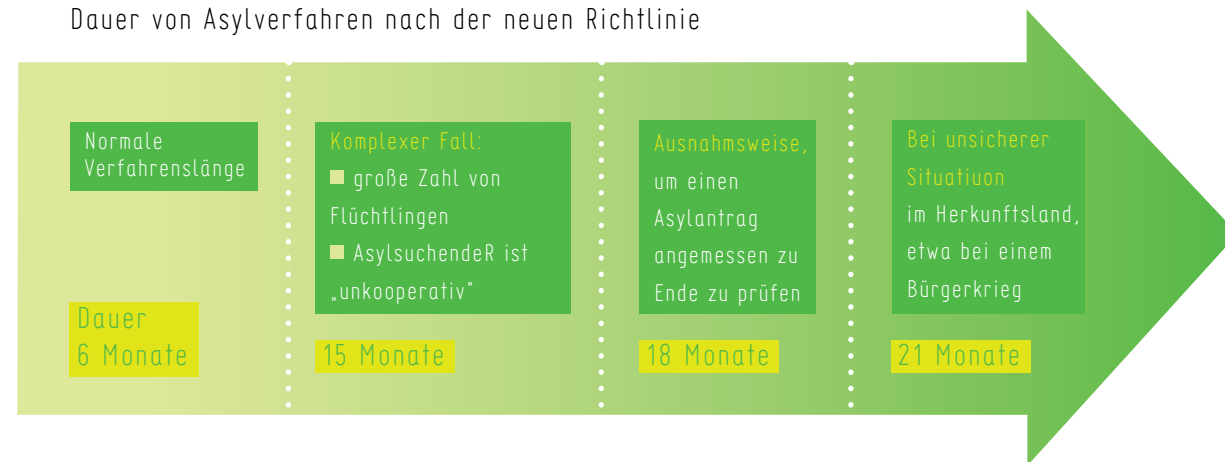 Dauer von Asylverfahren nach der neuen Richtlinie
Normale
Verfahrenslänge
Dauer
6 Monate
Komplexer Fall:
große Zahl von
Flüchtlingen
AsylsuchendeR ist
„unkooperativ"
15 Monate
Ausnahmsweise,
um einen
Asylantrag
angemessen zu
Ende zu prüfen
18 Monate
Bei unsicherer
Situatiuon
im Herkunftsland,
etwa bei einem
Bürgerkrieg
21 Monate